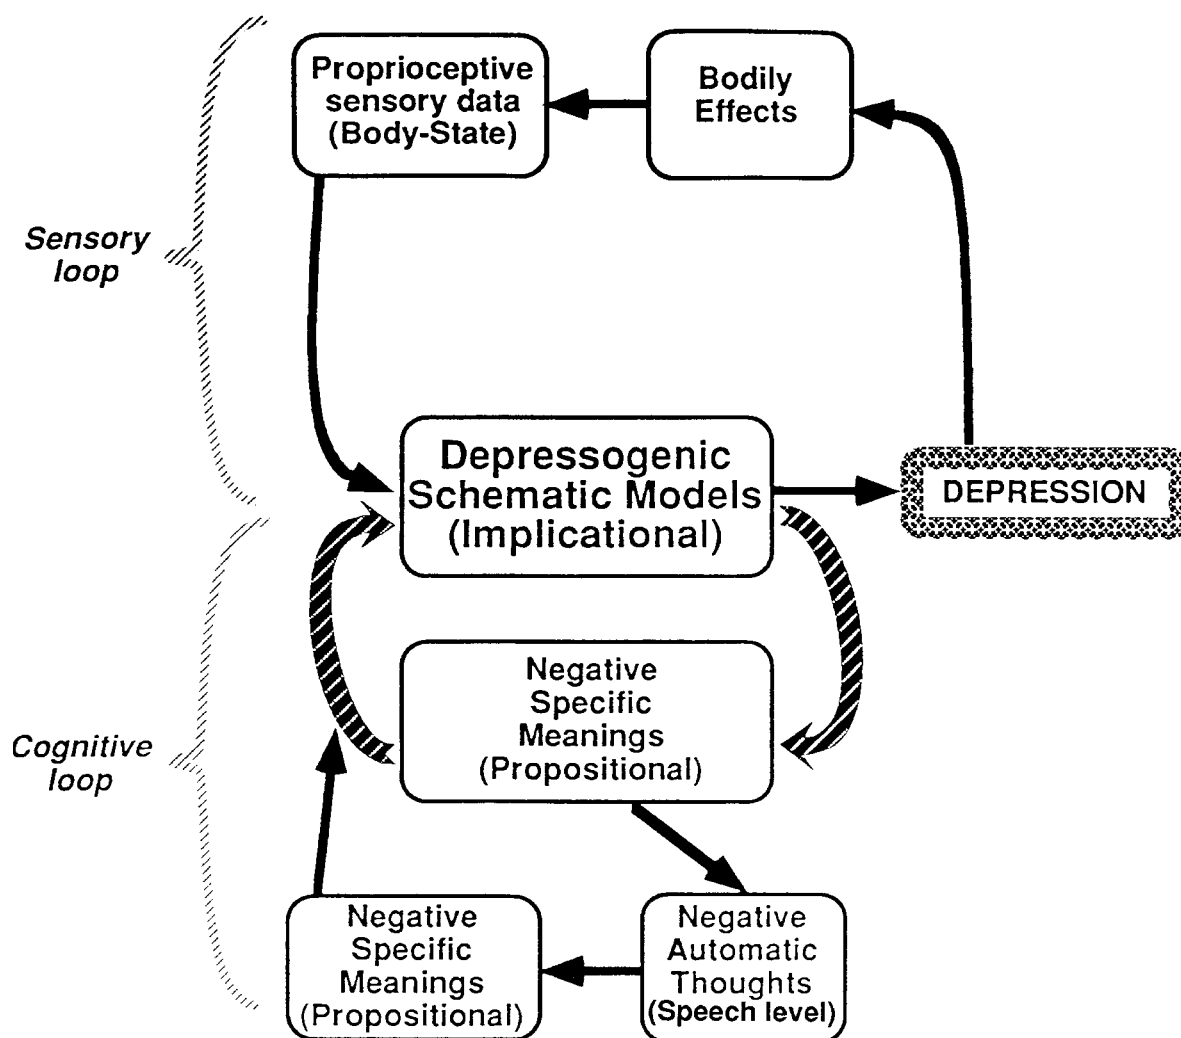 Proprioceptive
sensory data
(Body-State)
Bodily
Effects
Sensory
loop
Depressogenic
Schematic Models
(Implicational)
DEPRESSION
Negative
Specific
Meanings
(Propositional)
Cognitive
loop
Negative
Specific
Meanings
(Propositional)
Negative
Automatic
Thoughts
(Speech level)